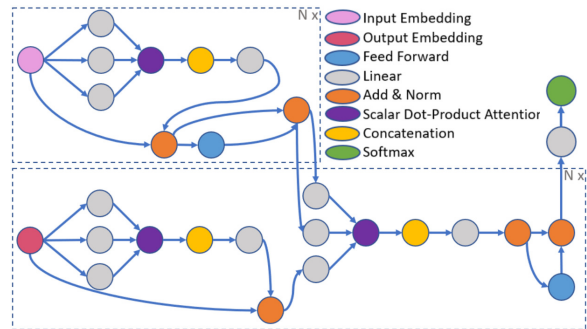 N x
Input Embedding
Output Embedding
Feed Forward
Linear
Add & Norm
Scalar Dot-Product Attention
Concatenation
Softmax
N x